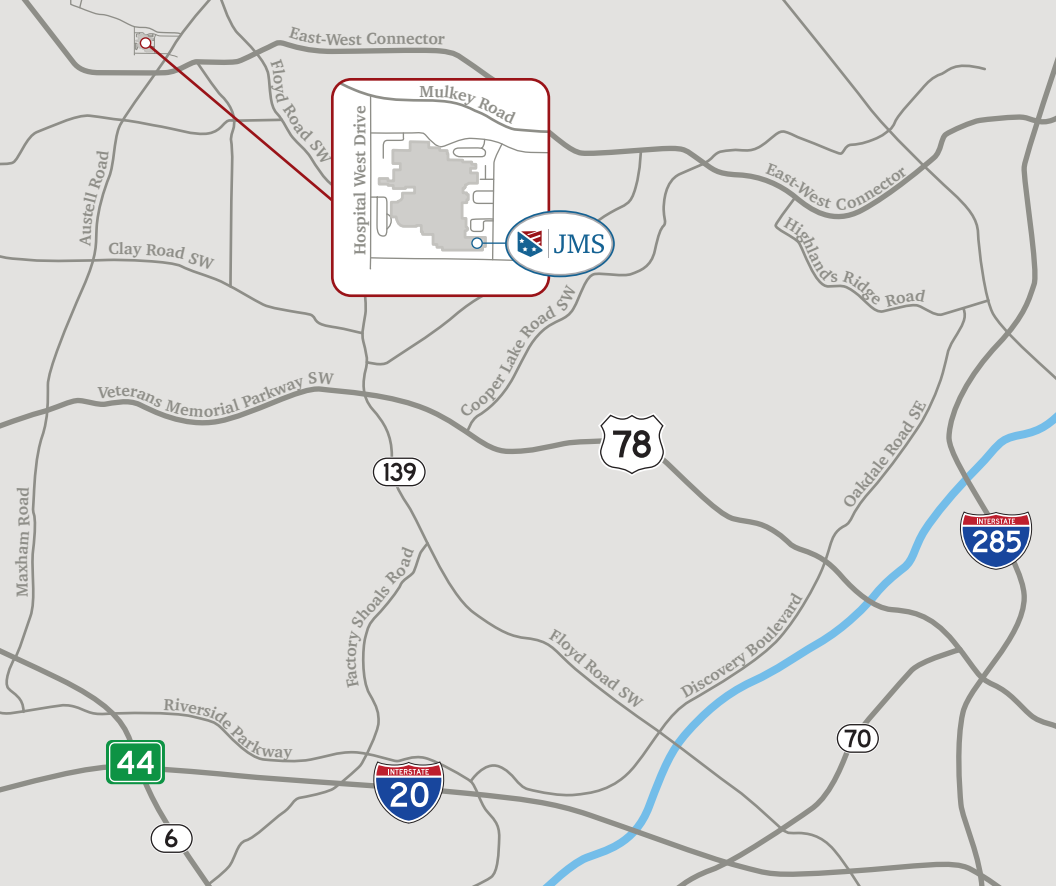 East-West Connector
Floyd Road SW
Mulkey Road
Hospital West Drive
JMS
Austell Road
Clay Road SW
East-West Connector
Highland's Ridge Road
Cooper Lake Road SW
Veterans Memorial Parkway SW
78
139
Oakdale Road SE
INTERSTATE
285
Maxham Road
Factory Shoals Road
Floyd Road SW
Discovery Boulevard
Riverside Parkway
70
44
INTERSTATE
20
6